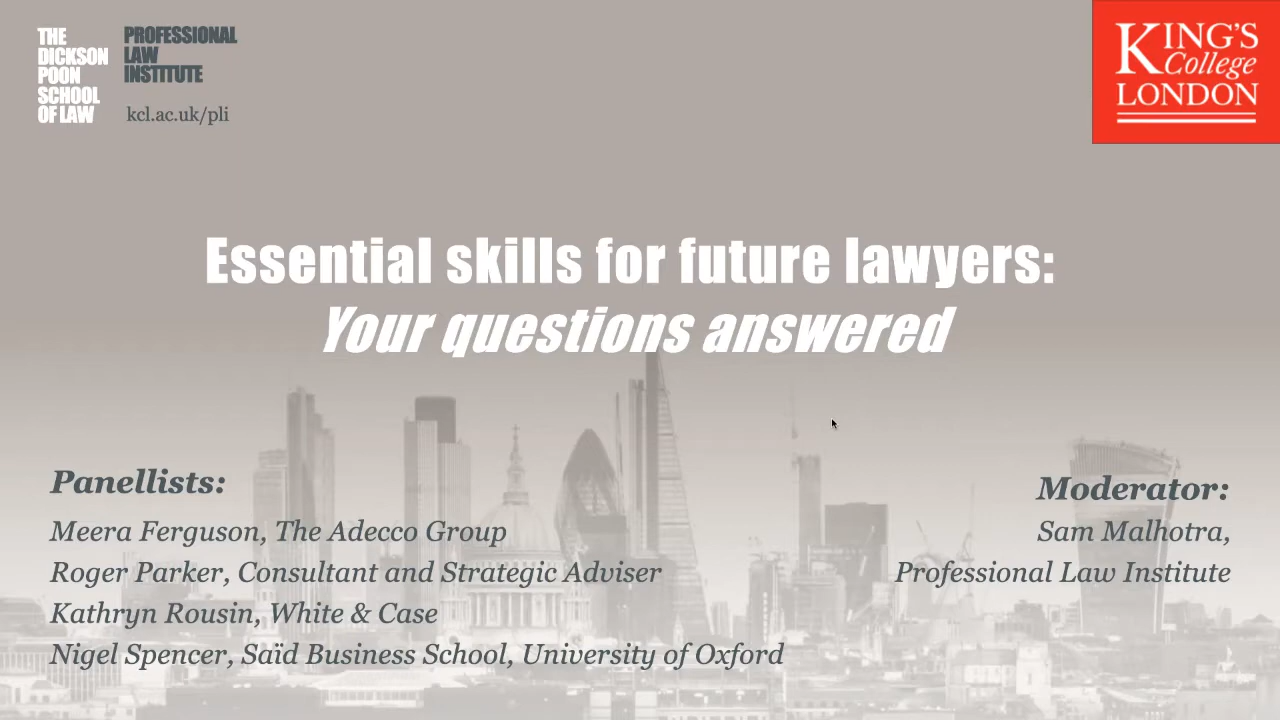 THE
DICKSON
POON
SCHOOL
OF LAW
PROFESSIONAL
LAW
INSTITUTE
kcl.ac.uk/pli
KING'S
College
LONDON
Essential skills for future lawyers:
Your questions answered
Panellists:
Meera Ferguson, The Adecco Group
Roger Parker, Consultant and Strategic Adviser
Kathryn Rousin, White & Case
Nigel Spencer, Saïd Business School, University of Oxford
Moderator:
Sam Malhotra,
Professional Law Institute